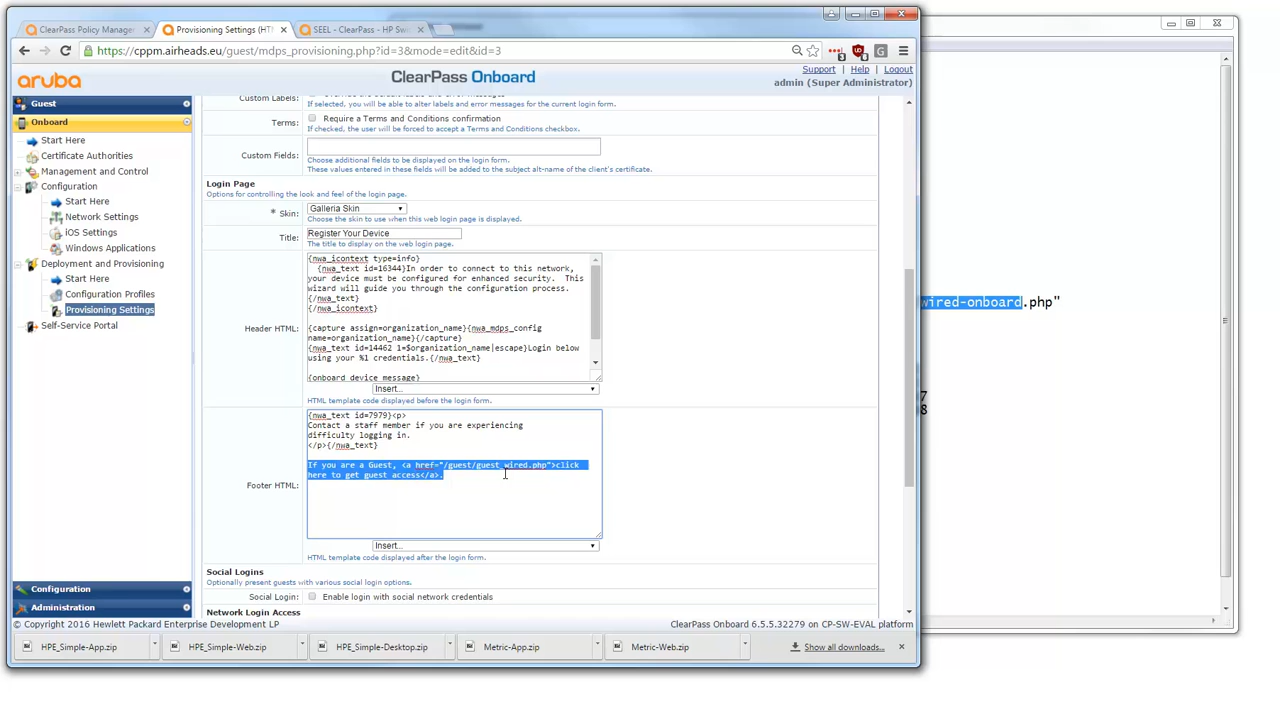 ClearPass Policy Manage
Provisioning Settings (HT
SEEL - ClearPass - HP Sw
https://cppm.airheads.eu/guest/mdps_provisioning.php?id=3&mode=edit&id=3
aruba
ClearPass Onboard
Support | Help | Logout
admin (Super Administrator)
Guest
Onboard
Start Here
Certificate Authorities
Management and Control
Configuration
Start Here
Network Settings
iOS Settings
Windows Applications
Deployment and Provisioning
Start Here
Configuration Profiles
Provisioning Settings
Self-Service Portal
Configuration
Administration
Custom Labels:
If selected, you will be able to alter labels and error messages for the current login form.
Terms:
Require a Terms and Conditions confirmation
If checked, the user will be forced to accept a Terms and Conditions checkbox.
Custom Fields:
Choose additional fields to be displayed on the login form.
These values entered in these fields will be added to the subject alt-name of the client's certificate.
Login Page
Options for controlling the look and feel of the login page.
* Skin:
Galleria Skin
Choose the skin to use when this web login page is displayed.
Title:
Register Your Device
The title to display on the web login page.
Header HTML:
{nwa_icontext type=info}
{nwa_text id=16344}In order to connect to this network,
your device must be configured for enhanced security. This
wizard will guide you through the configuration process.
{/nwa_text}
{/nwa_icontext}
{capture assign=organization_name}{nwa_mdps_config
name=organization_name}{/capture}
{nwa_text id=14462 1=$organization_name|escape}Login below
using your %1 credentials.{/nwa_text}
{onboard_device_message}
Insert...
HTML template code displayed before the login form.
Footer HTML:
{nwa_text id=7979}<p>
Contact a staff member if you are experiencing
difficulty logging in.
</p>{/nwa_text}
If you are a Guest, <a href="/guest/guest_wired.php">click
here to get guest access</a>.
Insert...
HTML template code displayed after the login form.
Social Logins
Optionally present guests with various social login options.
Social Login:
Enable login with social network credentials
Network Login Access
© Copyright 2016 Hewlett Packard Enterprise Development LP
ClearPass Onboard 6.5.5.32279 on CP-SW-EVAL platform
HPE_Simple-App.zip
HPE_Simple-Web.zip
HPE_Simple-Desktop.zip
Metric-App.zip
Metric-Web.zip
Show all downloads...
wired-onboard.php"
7
8